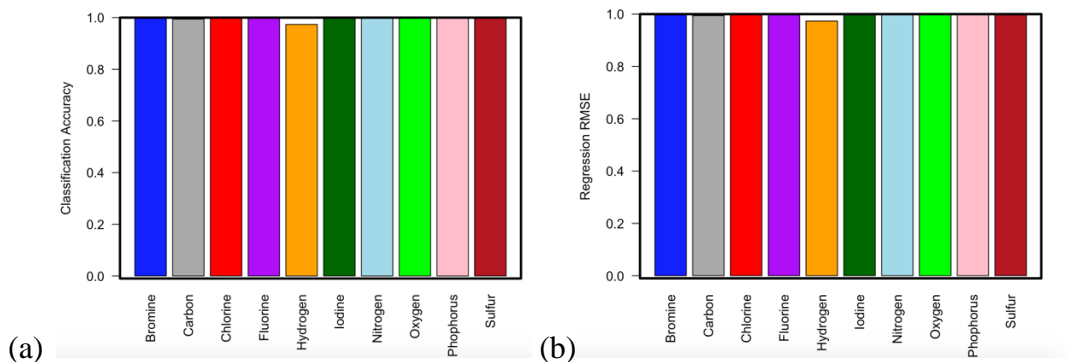 1.0
0.8
0.6
0.4
0.2
0.0
Classification Accuracy
Bromine
Carbon
Chlorine
Fluorine
Hydrogen
Iodine
Nitrogen
Oxygen
Phophorus
Sulfur
(a)
1.0
0.8
0.6
0.4
0.2
0.0
Regression RMSE
Bromine
Carbon
Chlorine
Fluorine
Hydrogen
Iodine
Nitrogen
Oxygen
Phophorus
Sulfur
(b)